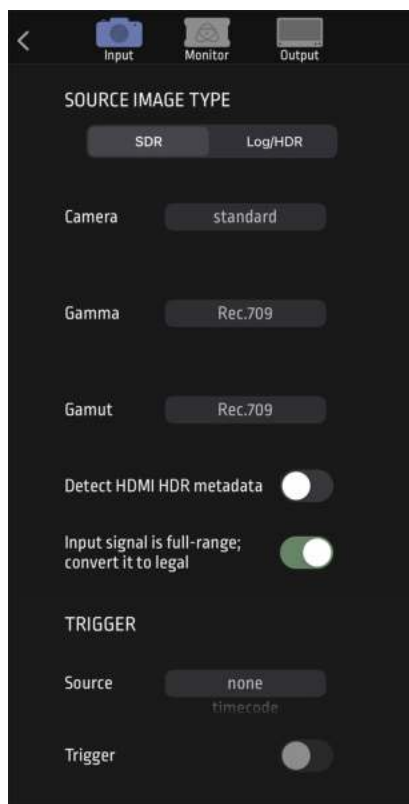 Input Monitor Output
SOURCE IMAGE TYPE
SDR Log/HDR
Camera standard
Gamma Rec.709
Gamut Rec.709
Detect HDMI HDR metadata
Input signal is full-range;
convert it to legal
TRIGGER
Source none
timecode
Trigger